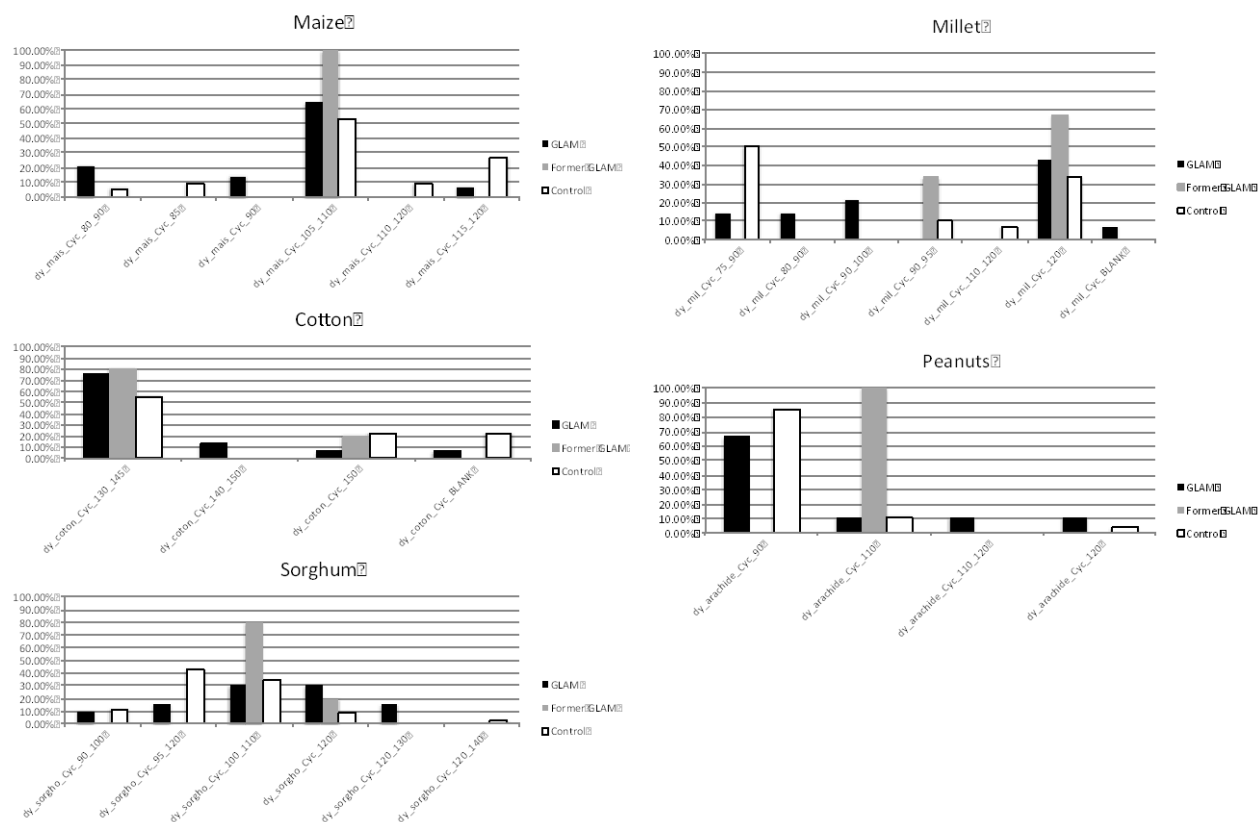 Maize⍰
100.00%⍰
90.00%⍰
80.00%⍰
70.00%⍰
60.00%⍰
50.00%⍰
40.00%⍰
30.00%⍰
20.00%⍰
10.00%⍰
0.00%⍰
dy_mais_Cyc_80_90⍰
dy_mais_Cyc_85⍰
dy_mais_Cyc_90⍰
dy_mais_Cyc_105_110⍰
dy_mais_Cyc_110_120⍰
dy_mais_Cyc_115_120⍰
GLAM⍰
Former⍰GLAM⍰
Control⍰
Millet⍰
100.00%⍰
90.00%⍰
80.00%⍰
70.00%⍰
60.00%⍰
50.00%⍰
40.00%⍰
30.00%⍰
20.00%⍰
10.00%⍰
0.00%⍰
dy_mil_Cyc_75_90⍰
dy_mil_Cyc_80_90⍰
dy_mil_Cyc_90_100⍰
dy_mil_Cyc_90_95⍰
dy_mil_Cyc_110_120⍰
dy_mil_Cyc_120⍰
dy_mil_Cyc_BLANK⍰
GLAM⍰
Former⍰GLAM⍰
Control⍰
Cotton⍰
100.00%⍰
90.00%⍰
80.00%⍰
70.00%⍰
60.00%⍰
50.00%⍰
40.00%⍰
30.00%⍰
20.00%⍰
10.00%⍰
0.00%⍰
dy_coton_Cyc_130_145⍰
dy_coton_Cyc_140_150⍰
dy_coton_Cyc_150⍰
dy_coton_Cyc_BLANK⍰
GLAM⍰
Former⍰GLAM⍰
Control⍰
Peanuts⍰
100.00%⍰
90.00%⍰
80.00%⍰
70.00%⍰
60.00%⍰
50.00%⍰
40.00%⍰
30.00%⍰
20.00%⍰
10.00%⍰
0.00%⍰
dy_arachide_Cyc_90⍰
dy_arachide_Cyc_110⍰
dy_arachide_Cyc_110_120⍰
dy_arachide_Cyc_120⍰
GLAM⍰
Former⍰GLAM⍰
Control⍰
Sorghum⍰
100.00%⍰
90.00%⍰
80.00%⍰
70.00%⍰
60.00%⍰
50.00%⍰
40.00%⍰
30.00%⍰
20.00%⍰
10.00%⍰
0.00%⍰
dy_sorgho_Cyc_90_100⍰
dy_sorgho_Cyc_95_120⍰
dy_sorgho_Cyc_100_110⍰
dy_sorgho_Cyc_120⍰
dy_sorgho_Cyc_120_130⍰
dy_sorgho_Cyc_120_140⍰
GLAM⍰
Former⍰GLAM⍰
Control⍰